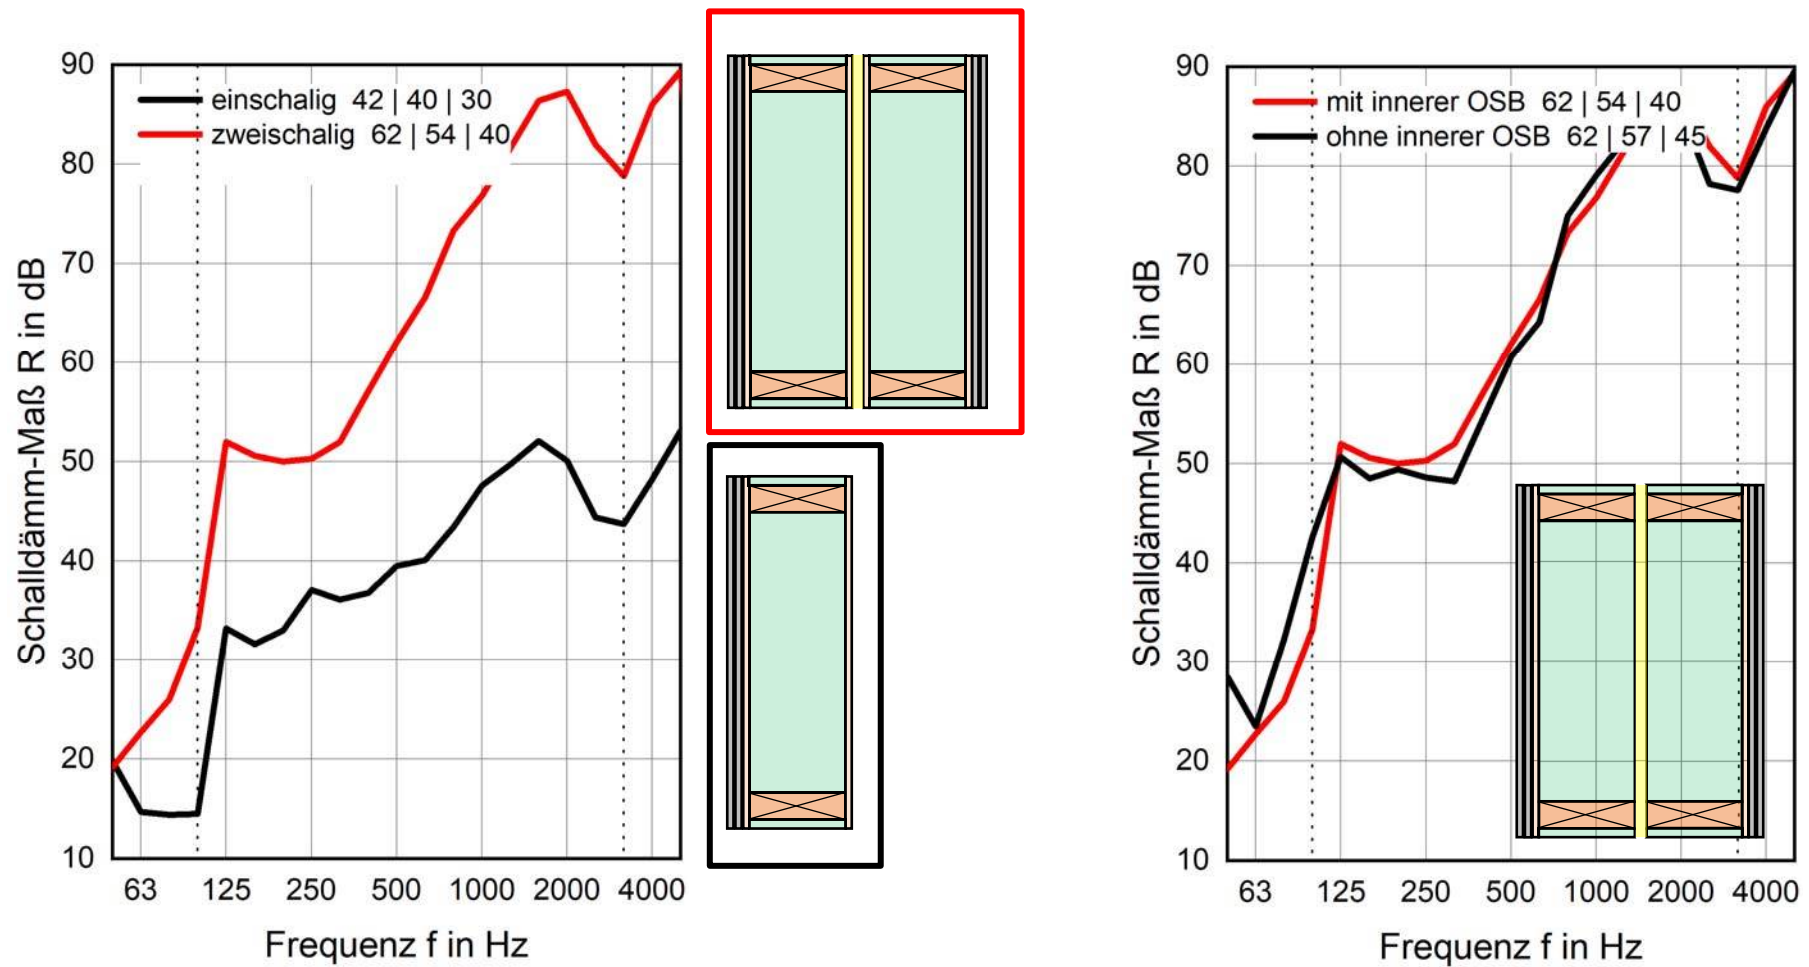 90
80
70
60
50
40
30
20
10
Schalldämm-Maß R in dB
einschalig 42 | 40 | 30
zweischalig 62 | 54 | 40
63 125 250 500 1000 2000 4000
Frequenz f in Hz
90
80
70
60
50
40
30
20
10
Schalldämm-Maß R in dB
mit innerer OSB 62 | 54 | 40
ohne innerer OSB 62 | 57 | 45
63 125 250 500 1000 2000 4000
Frequenz f in Hz